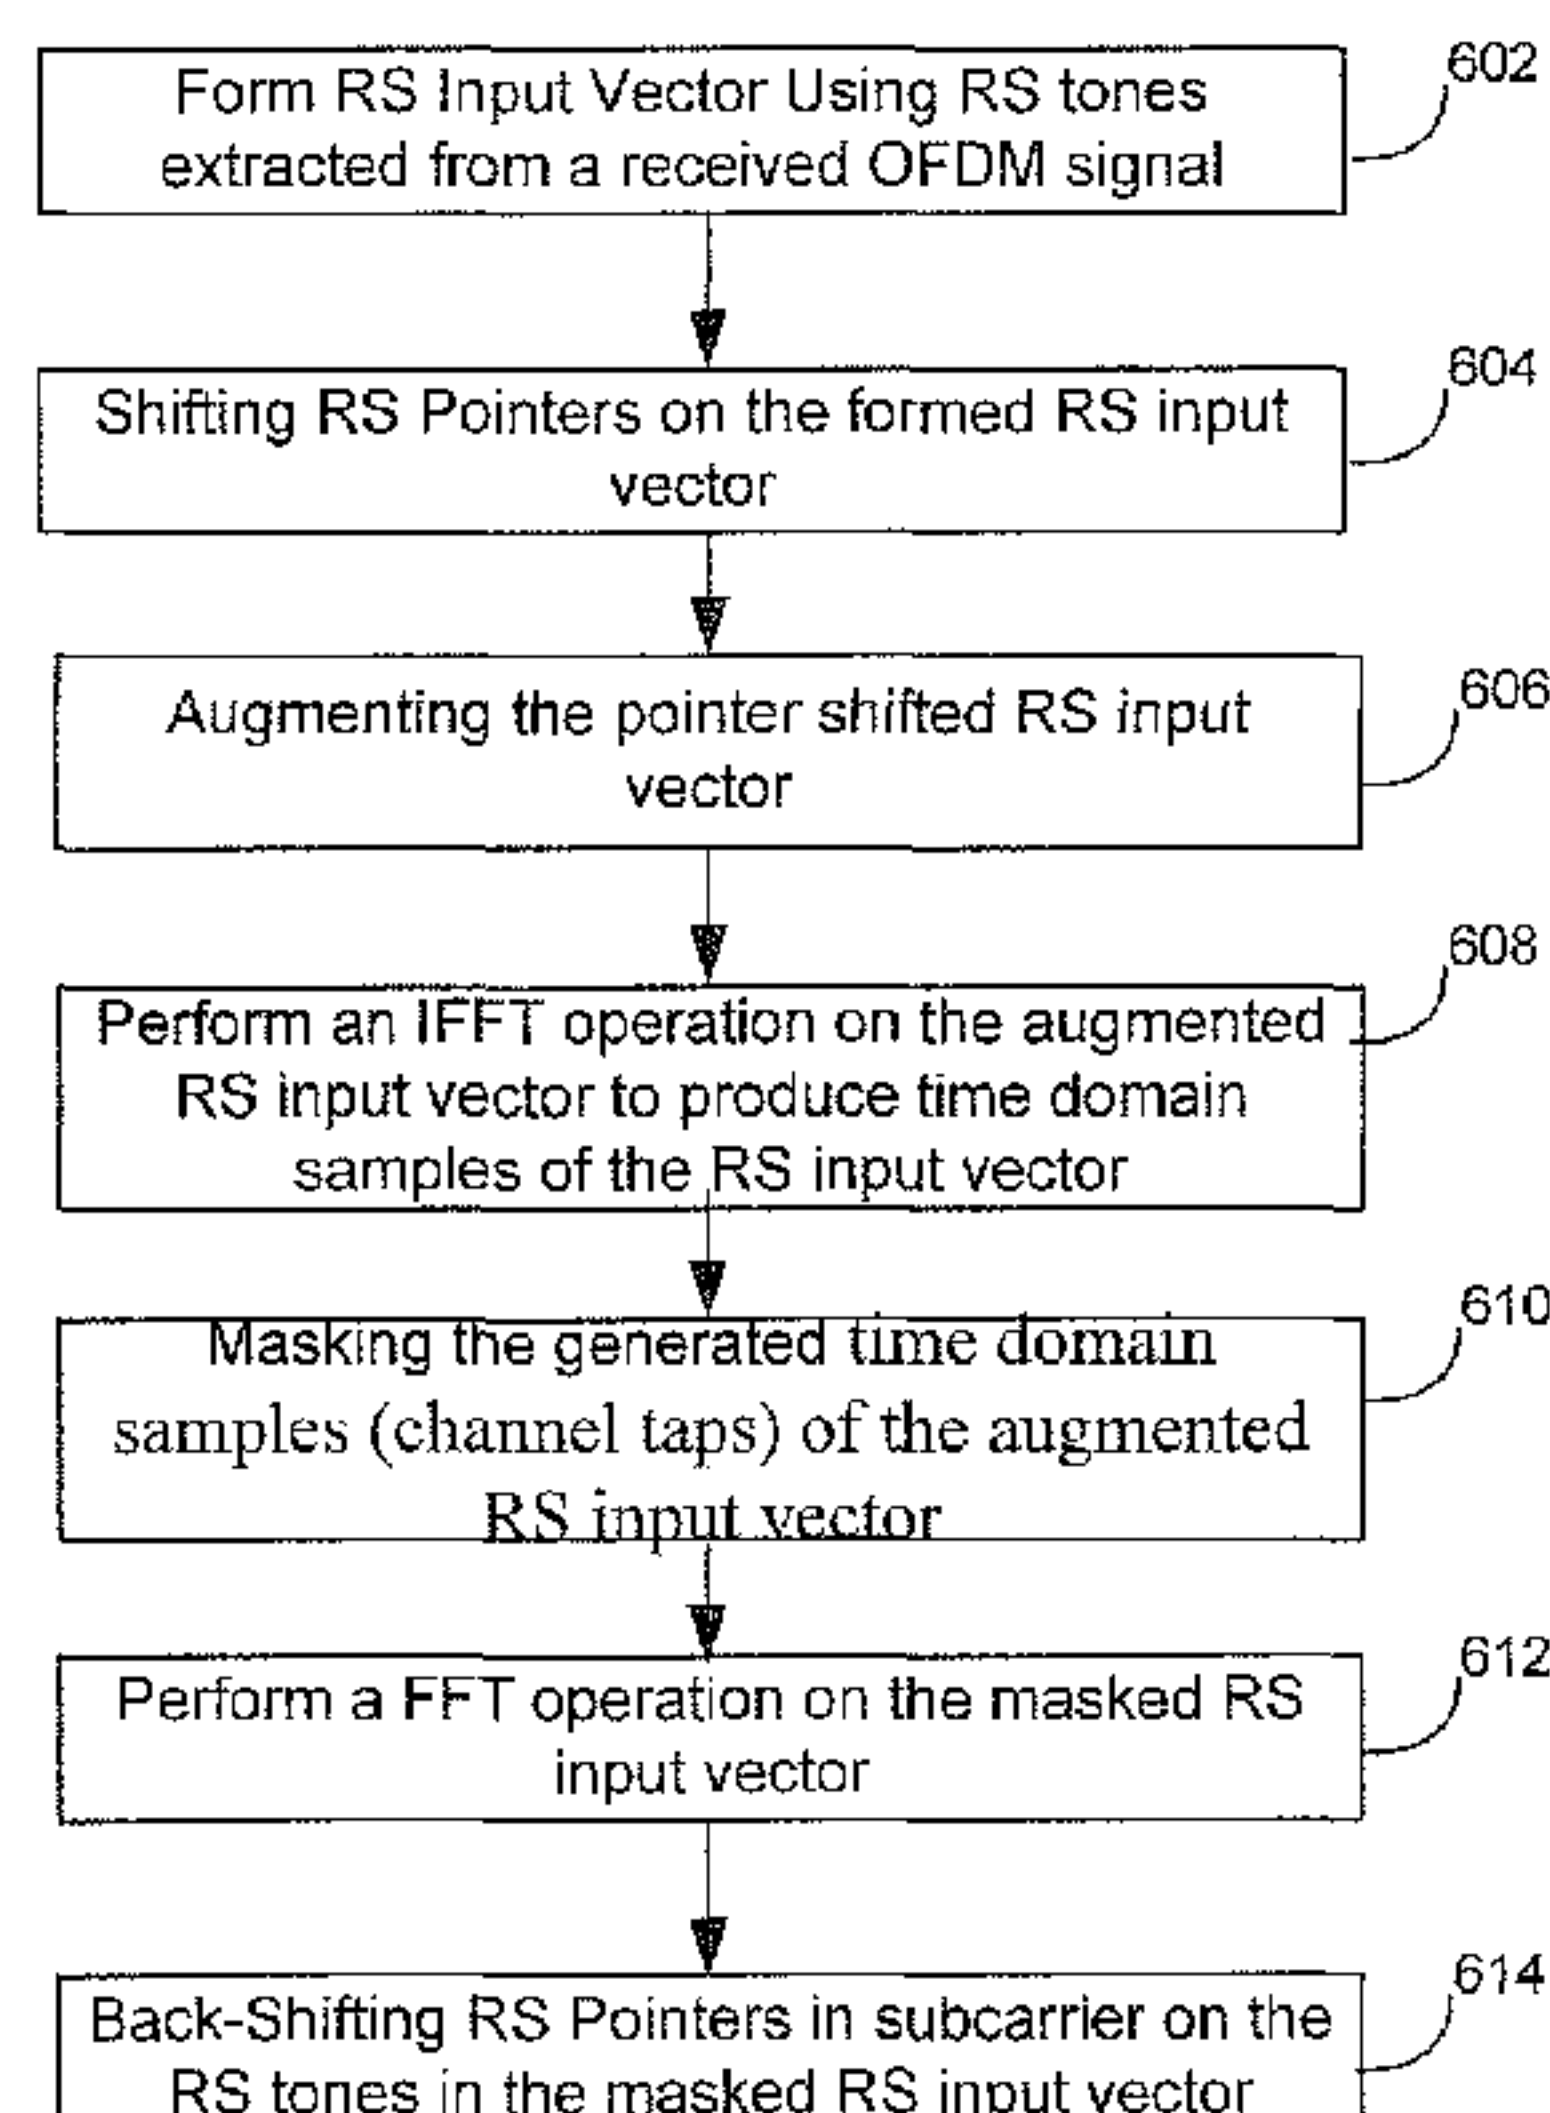 602
Form RS Input Vector Using RS tones
extracted from a received OFDM signal
604
Shifting RS Pointers on the formed RS input
vector
606
Augmenting the pointer shifted RS input
vector
608
Perform an IFFT operation on the augmented
RS input vector to produce time domain
samples of the RS input vector
610
Masking the generated time domain
samples (channel taps) of the augmented
RS input vector
612
Perform a FFT operation on the masked RS
input vector
614
Back-Shifting RS Pointers in subcarrier on the
RS tones in the masked RS input vector